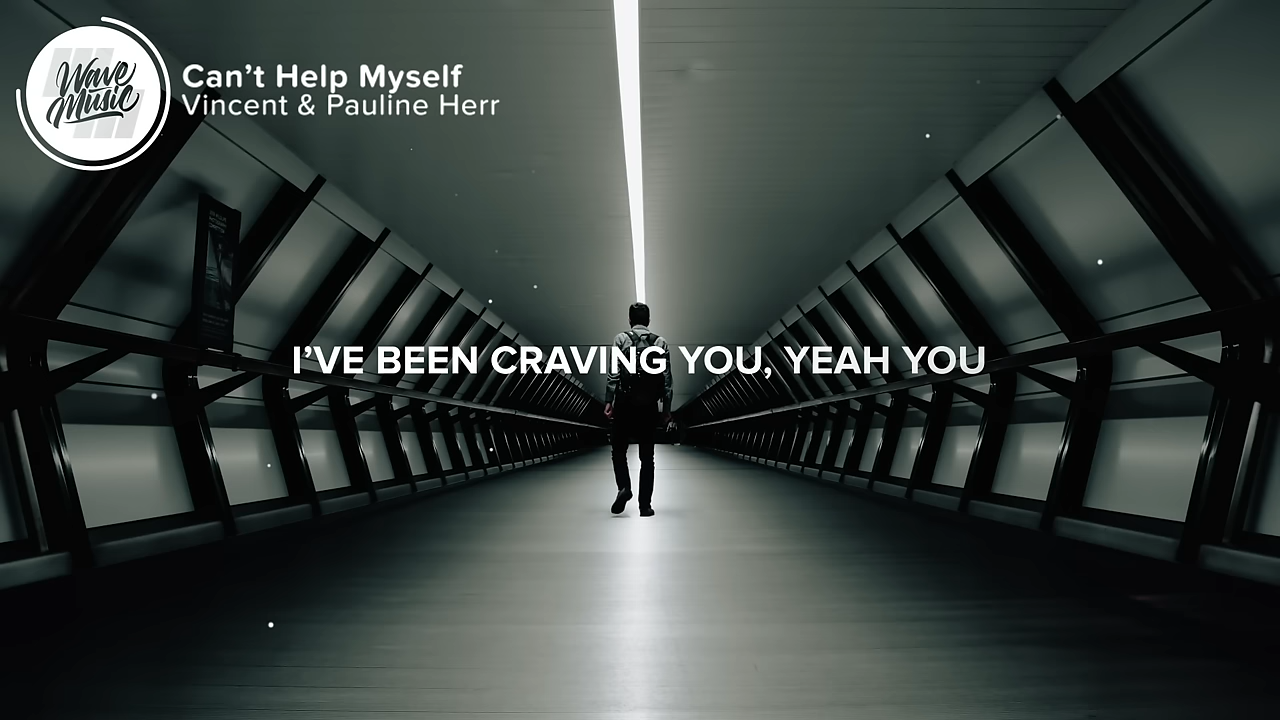 Wave
Music
Can't Help Myself
Vincent & Pauline Herr
I'VE BEEN CRAVING YOU, YEAH YOU